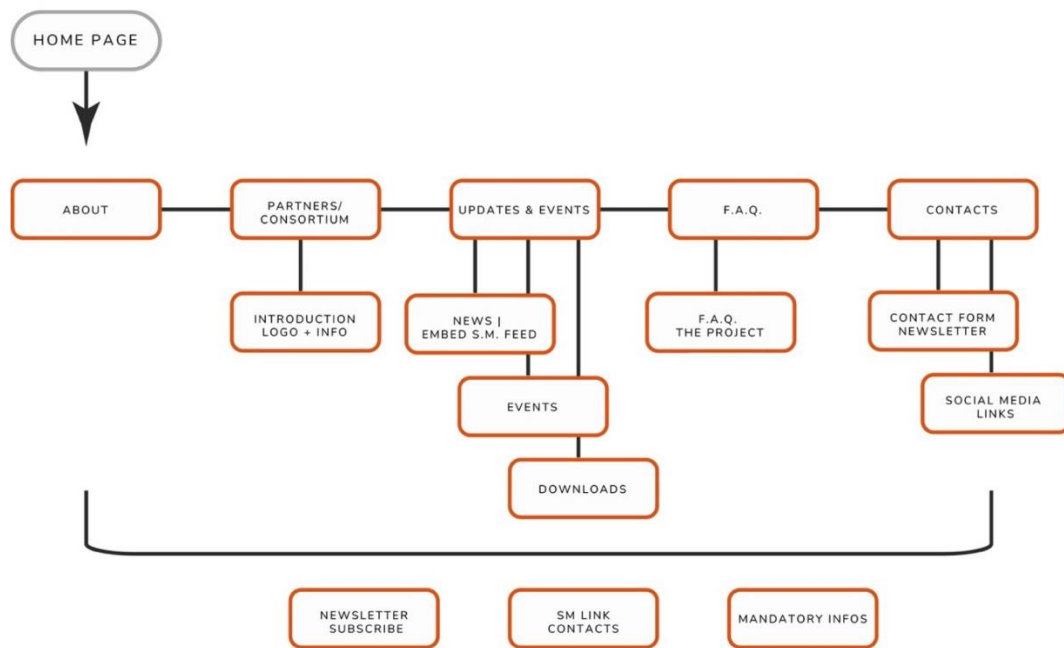 HOME PAGE
ABOUT
PARTNERS/
CONSORTIUM
UPDATES & EVENTS
F.A.Q.
CONTACTS
INTRODUCTION
LOGO + INFO
NEWS |
EMBED S.M. FEED
F.A.Q.
THE PROJECT
CONTACT FORM
NEWSLETTER
EVENTS
SOCIAL MEDIA
LINKS
DOWNLOADS
NEWSLETTER
SUBSCRIBE
SM LINK
CONTACTS
MANDATORY INFOS